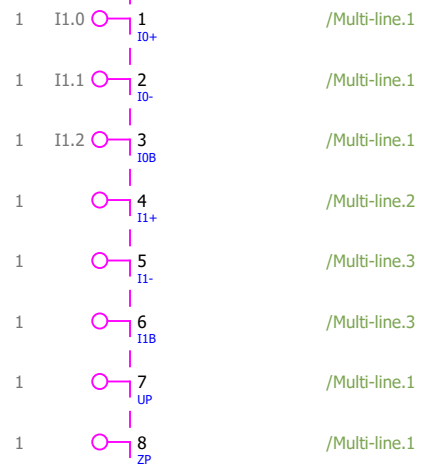 1 I1.0 1 /Multi-line.1
I0+
1 I1.1 2 /Multi-line.1
I0-
1 I1.2 3 /Multi-line.1
I0B
1 4 /Multi-line.2
I1+
1 5 /Multi-line.3
I1-
1 6 /Multi-line.3
I1B
1 7 /Multi-line.1
UP
1 8 /Multi-line.1
ZP